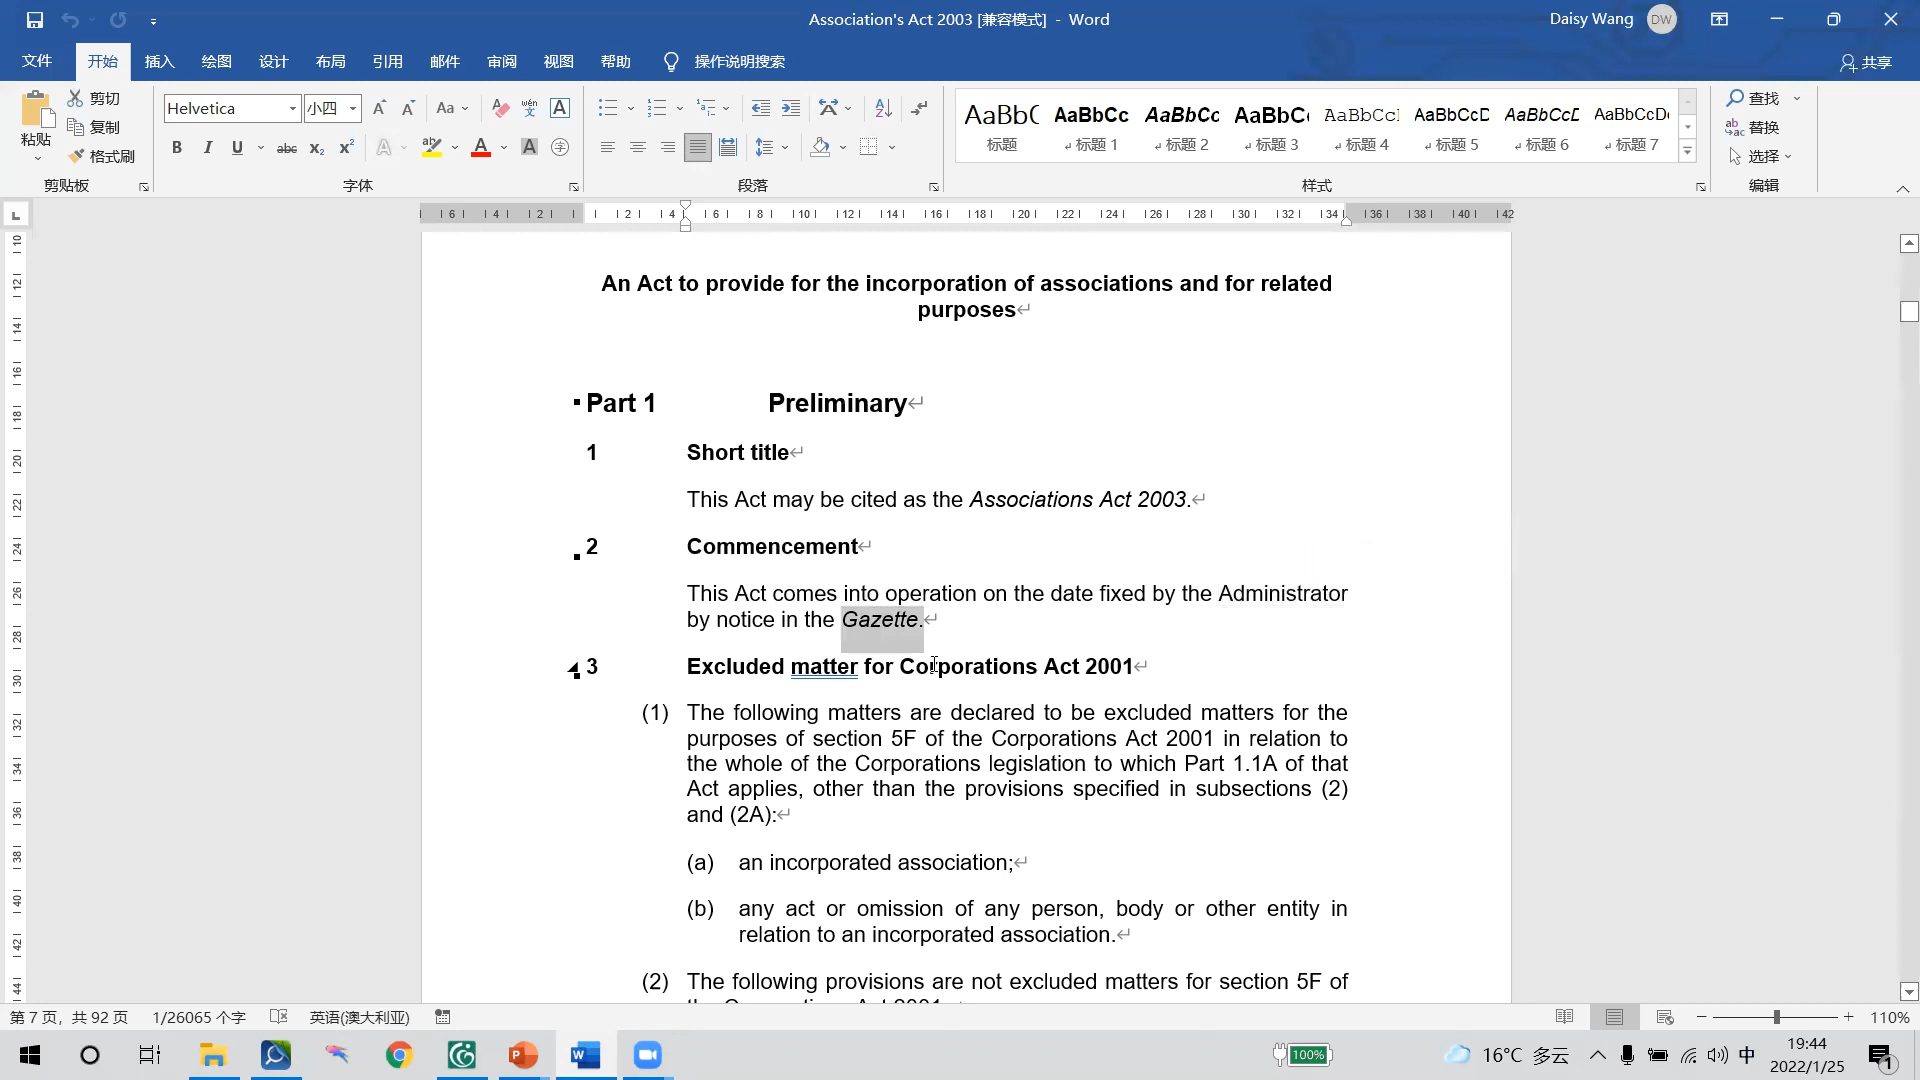 Association's Act 2003 [兼容模式] - Word
Daisy Wang
DW
文件
开始
插入
绘图
设计
布局
引用
邮件
审阅
视图
帮助
操作说明搜索
共享
粘贴
剪切
复制
格式刷
剪贴板
Helvetica
小四
字体
段落
AaBbC
AaBbCc
AaBbCc
AaBbC
AaBbCcI
AaBbCcD
AaBbCcD
AaBbCcD
标题
标题 1
标题 2
标题 3
标题 4
标题 5
标题 6
标题 7
样式
查找
替换
选择
编辑
An Act to provide for the incorporation of associations and for related
purposes
Part 1 Preliminary
1 Short title
This Act may be cited as the Associations Act 2003.
2 Commencement
This Act comes into operation on the date fixed by the Administrator
by notice in the Gazette.
3 Excluded matter for Corporations Act 2001
(1) The following matters are declared to be excluded matters for the
purposes of section 5F of the Corporations Act 2001 in relation to
the whole of the Corporations legislation to which Part 1.1A of that
Act applies, other than the provisions specified in subsections (2)
and (2A):
(a) an incorporated association;
(b) any act or omission of any person, body or other entity in
relation to an incorporated association.
(2) The following provisions are not excluded matters for section 5F of
第 7 页，共 92 页
1/26065 个字
英语(澳大利亚)
110%
100%
16°C 多云
中
19:44
2022/1/25
1